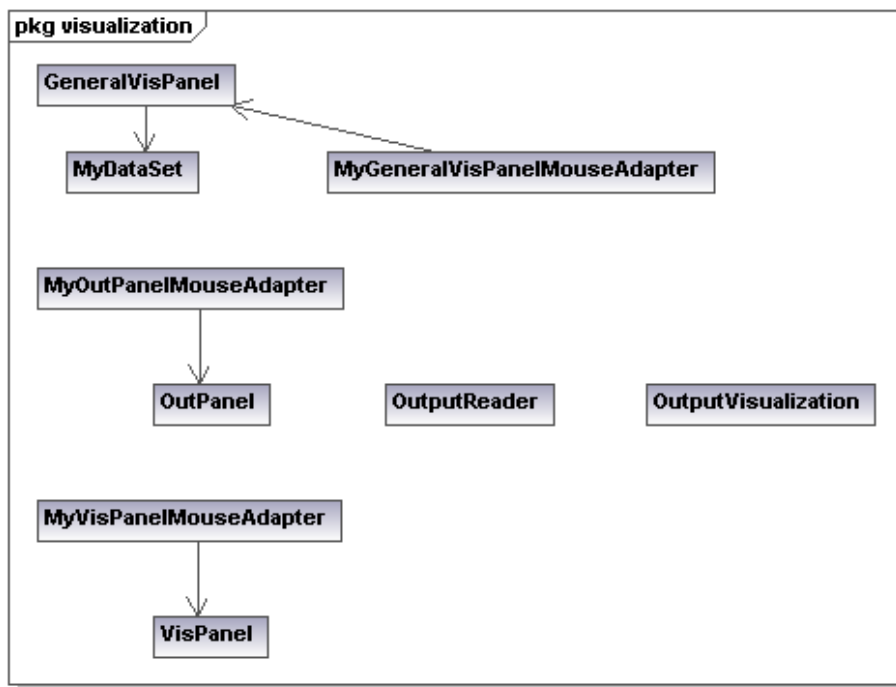 pkg visualization
GeneralVisPanel
MyDataSet
MyGeneralVisPanelMouseAdapter
MyOutPanelMouseAdapter
OutPanel
OutputReader
OutputVisualization
MyVisPanelMouseAdapter
VisPanel